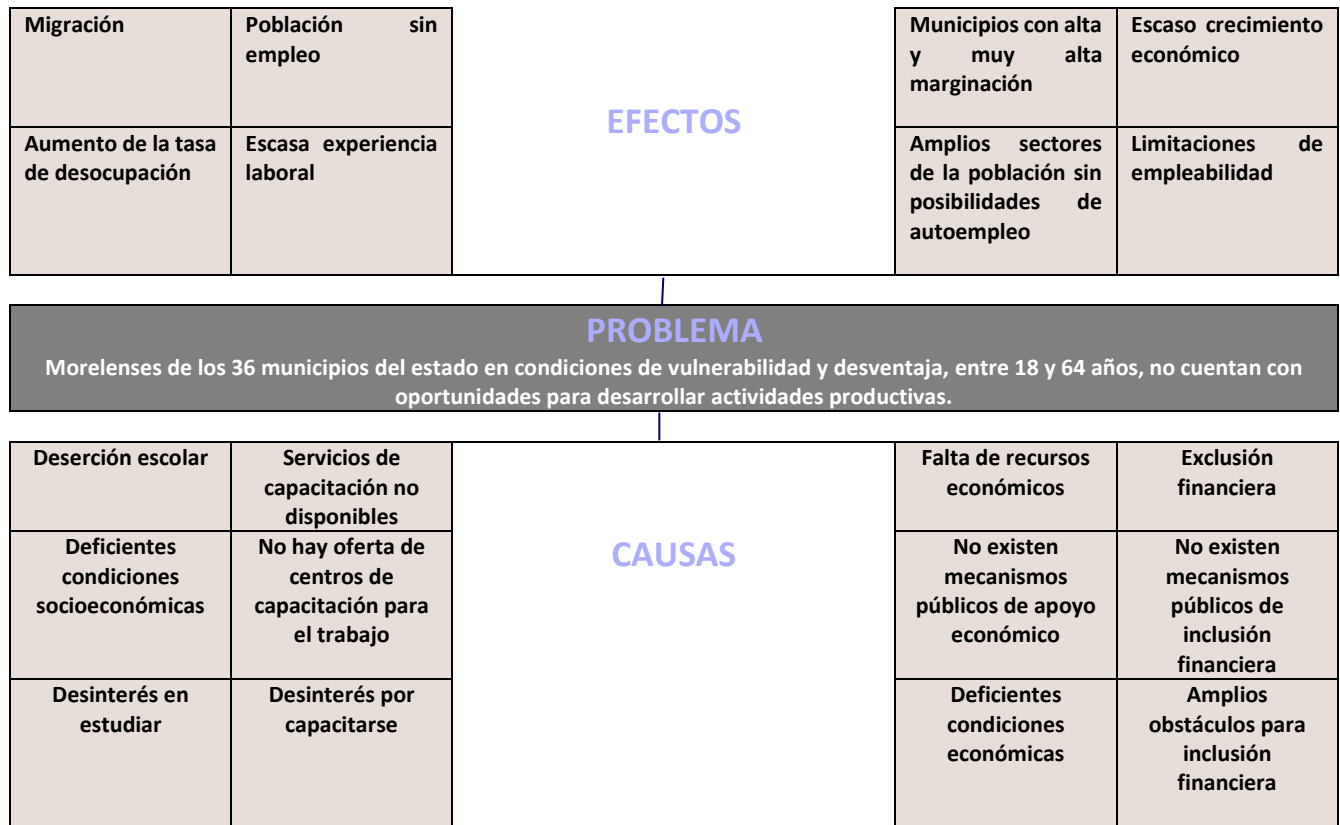 Migración
Población sin
empleo
Municipios con alta
y muy alta
marginación
Escaso crecimiento
económico
EFECTOS
Aumento de la tasa
de desocupación
Escasa experiencia
laboral
Amplios sectores
de la población sin
posibilidades de
autoempleo
Limitaciones de
empleabilidad
PROBLEMA
Morelenses de los 36 municipios del estado en condiciones de vulnerabilidad y desventaja, entre 18 y 64 años, no cuentan con
oportunidades para desarrollar actividades productivas.
Deserción escolar
Servicios de
capacitación no
disponibles
Falta de recursos
económicos
Exclusión
financiera
CAUSAS
Deficientes
condiciones
socioeconómicas
No hay oferta de
centros de
capacitación para
el trabajo
No existen
mecanismos
públicos de apoyo
económico
No existen
mecanismos
públicos de
inclusión
financiera
Desinterés en
estudiar
Desinterés por
capacitarse
Deficientes
condiciones
económicas
Amplios
obstáculos para
inclusión
financiera